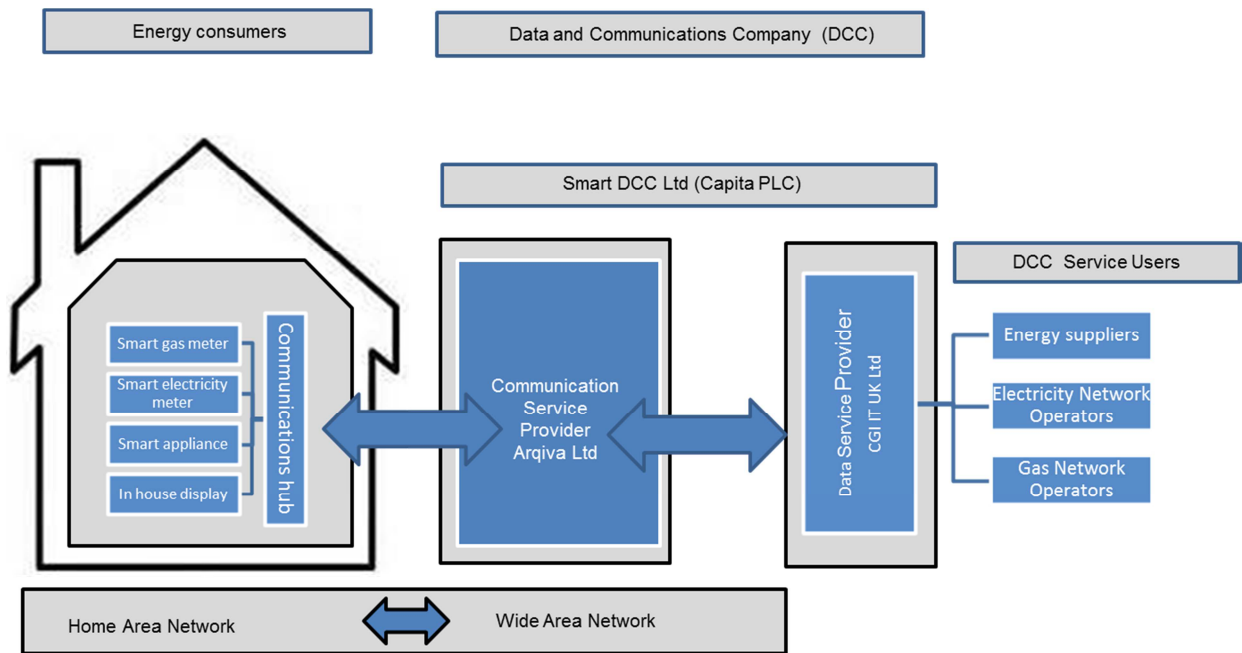 Energy consumers
Data and Communications Company (DCC)
Smart DCC Ltd (Capita PLC)
DCC Service Users
Smart gas meter
Smart electricity
meter
Smart appliance
In house display
Communications hub
Communication
Service
Provider
Arqiva Ltd
Data Service Provider
CGI IT UK Ltd
Energy suppliers
Electricity Network
Operators
Gas Network
Operators
Home Area Network
Wide Area Network